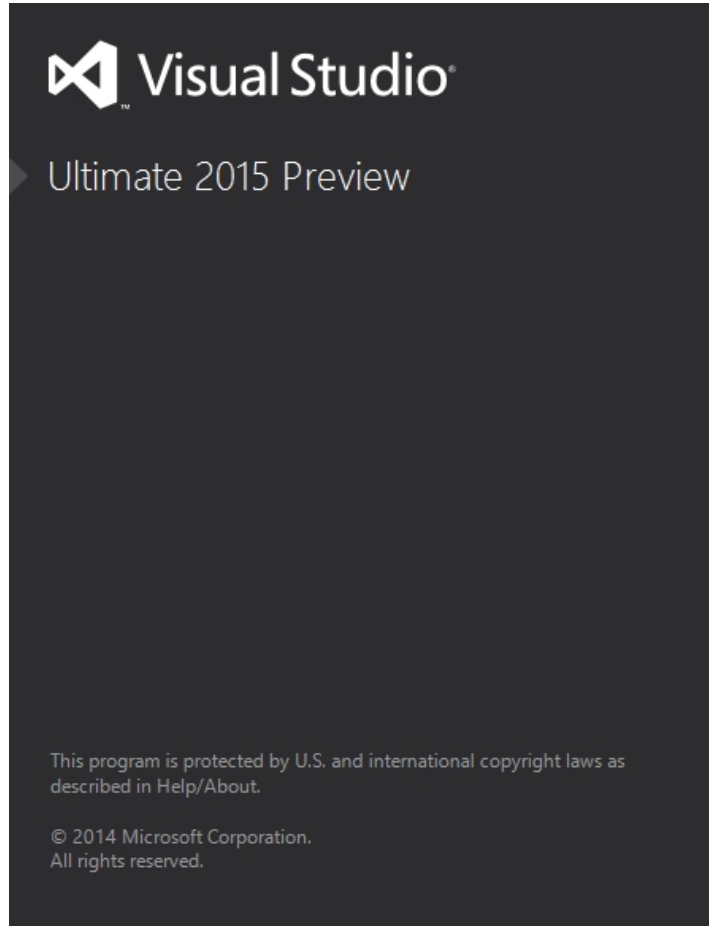 ™ Visual Studio®
Ultimate 2015 Preview
This program is protected by U.S. and international copyright laws as
described in Help/About.
© 2014 Microsoft Corporation.
All rights reserved.